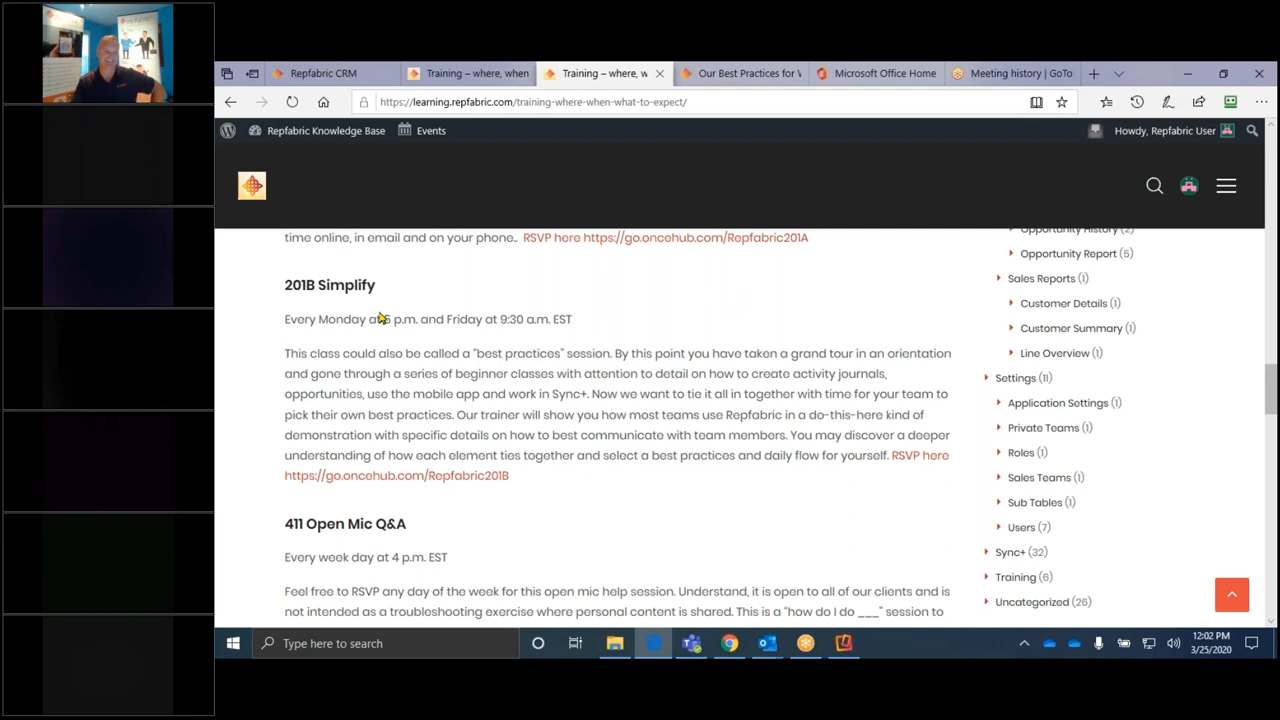 Repfabric CRM
Training – where, when
Training – where, w
Our Best Practices for V
Microsoft Office Home
Meeting history | GoTo
https://learning.repfabric.com/training-where-when-what-to-expect/
Repfabric Knowledge Base
Events
Howdy, Repfabric User
time online, in email and on your phone.. RSVP here https://go.oncehub.com/Repfabric201A
201B Simplify
Every Monday at 5 p.m. and Friday at 9:30 a.m. EST
This class could also be called a "best practices" session. By this point you have taken a grand tour in an orientation
and gone through a series of beginner classes with attention to detail on how to create activity journals,
opportunities, use the mobile app and work in Sync+. Now we want to tie it all in together with time for your team to
pick their own best practices. Our trainer will show you how most teams use Repfabric in a do-this-here kind of
demonstration with specific details on how to best communicate with team members. You may discover a deeper
understanding of how each element ties together and select a best practices and daily flow for yourself. RSVP here
https://go.oncehub.com/Repfabric201B
411 Open Mic Q&A
Every week day at 4 p.m. EST
Feel free to RSVP any day of the week for this open mic help session. Understand, it is open to all of our clients and is
not intended as a troubleshooting exercise where personal content is shared. This is a "how do I do ___" session to
Opportunity History (2)
Opportunity Report (5)
Sales Reports (1)
Customer Details (1)
Customer Summary (1)
Line Overview (1)
Settings (11)
Application Settings (1)
Private Teams (1)
Roles (1)
Sales Teams (1)
Sub Tables (1)
Users (7)
Sync+ (32)
Training (6)
Uncategorized (26)
Type here to search
12:02 PM
3/25/2020